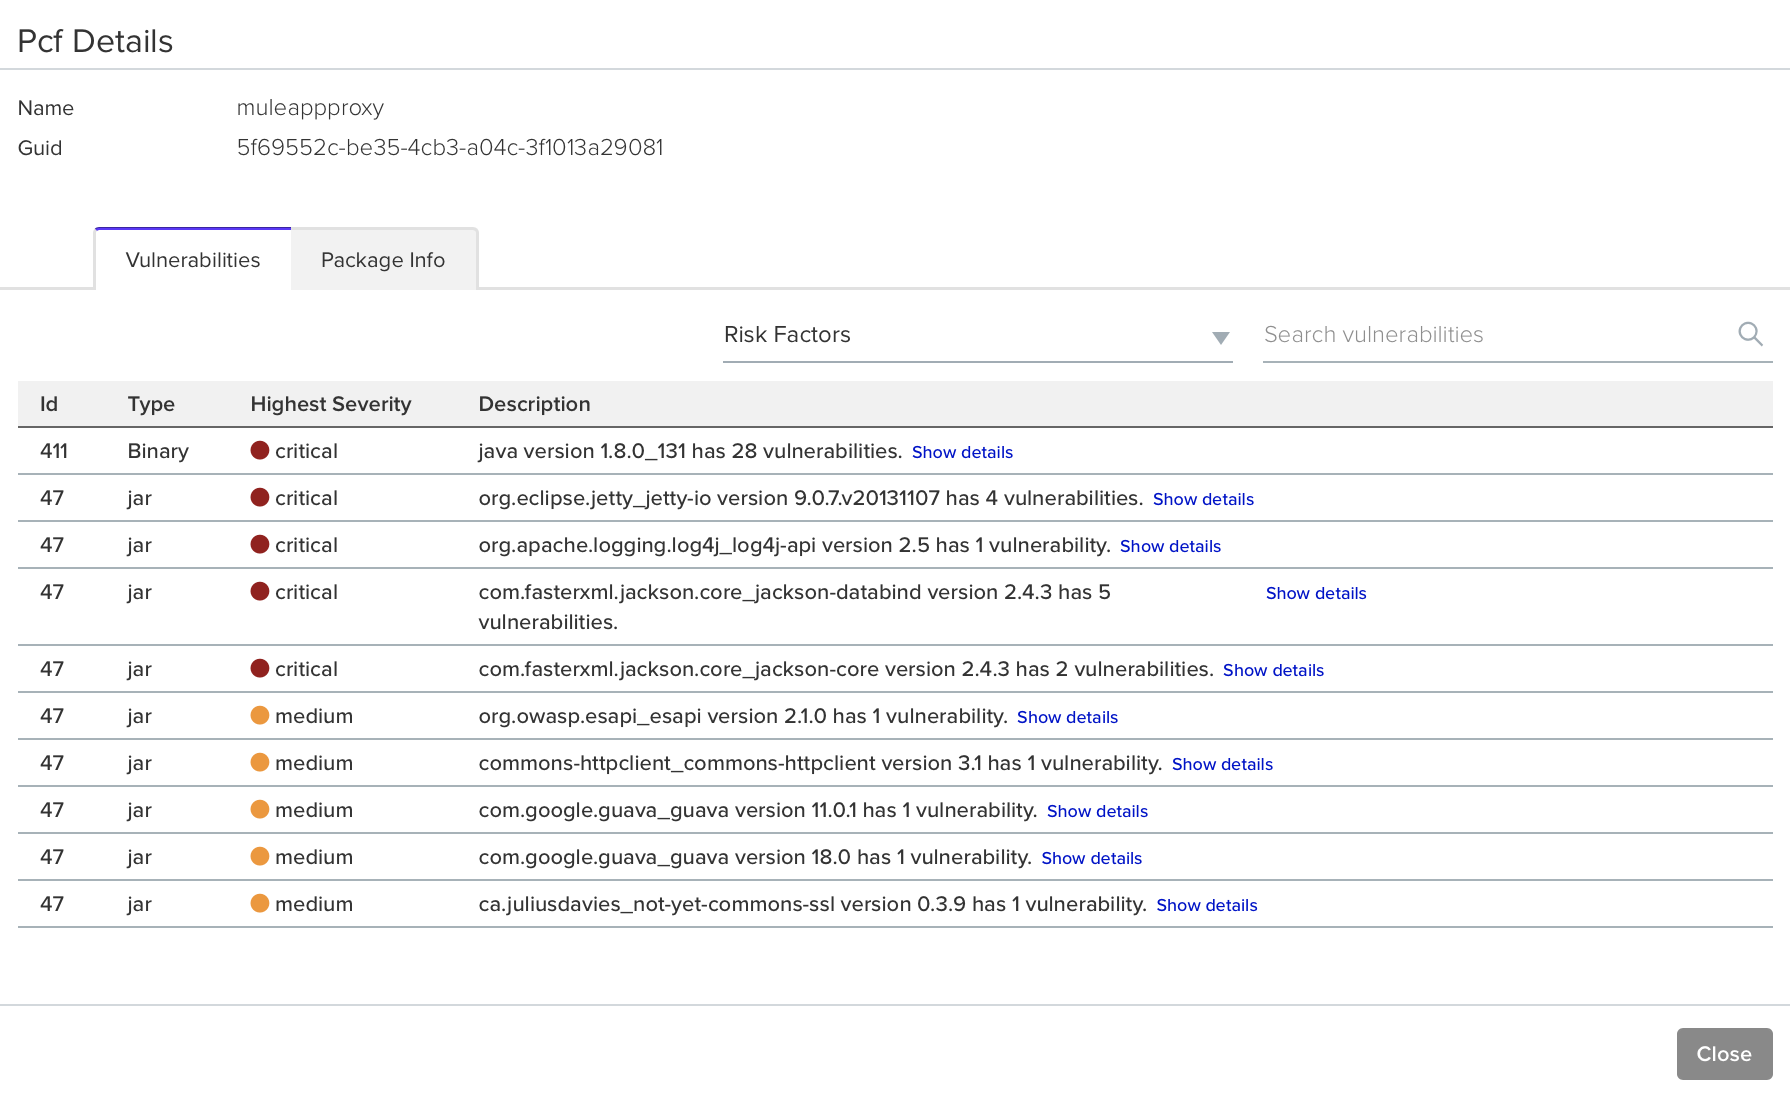 Pcf Details
Name muleappproxy
Guid 5f69552c-be35-4cb3-a04c-3f1013a29081
Vulnerabilities Package Info
Risk Factors Search vulnerabilities
Id Type Highest Severity Description
411 Binary critical java version 1.8.0_131 has 28 vulnerabilities. Show details
47 jar critical org.eclipse.jetty_jetty-io version 9.0.7.v20131107 has 4 vulnerabilities. Show details
47 jar critical org.apache.logging.log4j_log4j-api version 2.5 has 1 vulnerability. Show details
47 jar critical com.fasterxml.jackson.core_jackson-databind version 2.4.3 has 5 Show details
vulnerabilities.
47 jar critical com.fasterxml.jackson.core_jackson-core version 2.4.3 has 2 vulnerabilities. Show details
47 jar medium org.owasp.esapi_esapi version 2.1.0 has 1 vulnerability. Show details
47 jar medium commons-httpclient_commons-httpclient version 3.1 has 1 vulnerability. Show details
47 jar medium com.google.guava_guava version 11.0.1 has 1 vulnerability. Show details
47 jar medium com.google.guava_guava version 18.0 has 1 vulnerability. Show details
47 jar medium ca.juliusdavies_not-yet-commons-ssl version 0.3.9 has 1 vulnerability. Show details
Close